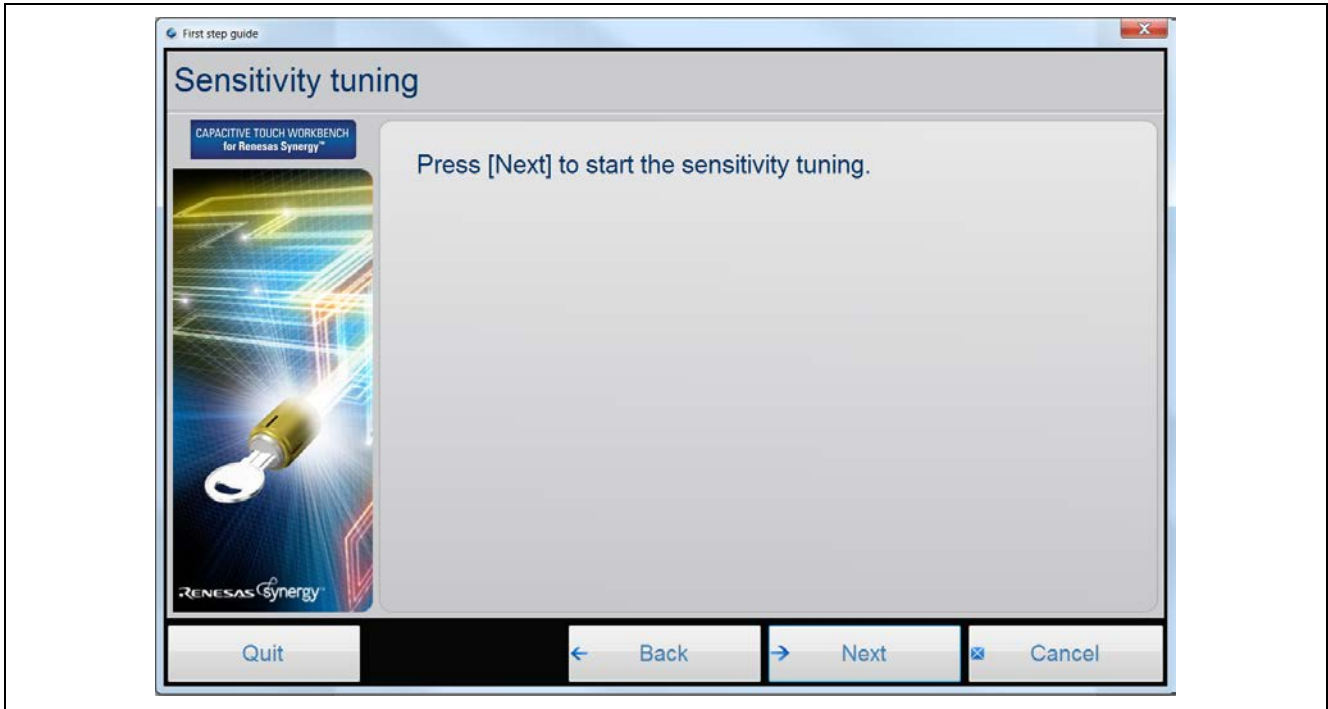 First step guide
Sensitivity tuning
CAPACITIVE TOUCH WORKBENCH
for Renesas Synergy™
Press [Next] to start the sensitivity tuning.
RENESAS Synergy™
Quit
Back
Next
Cancel